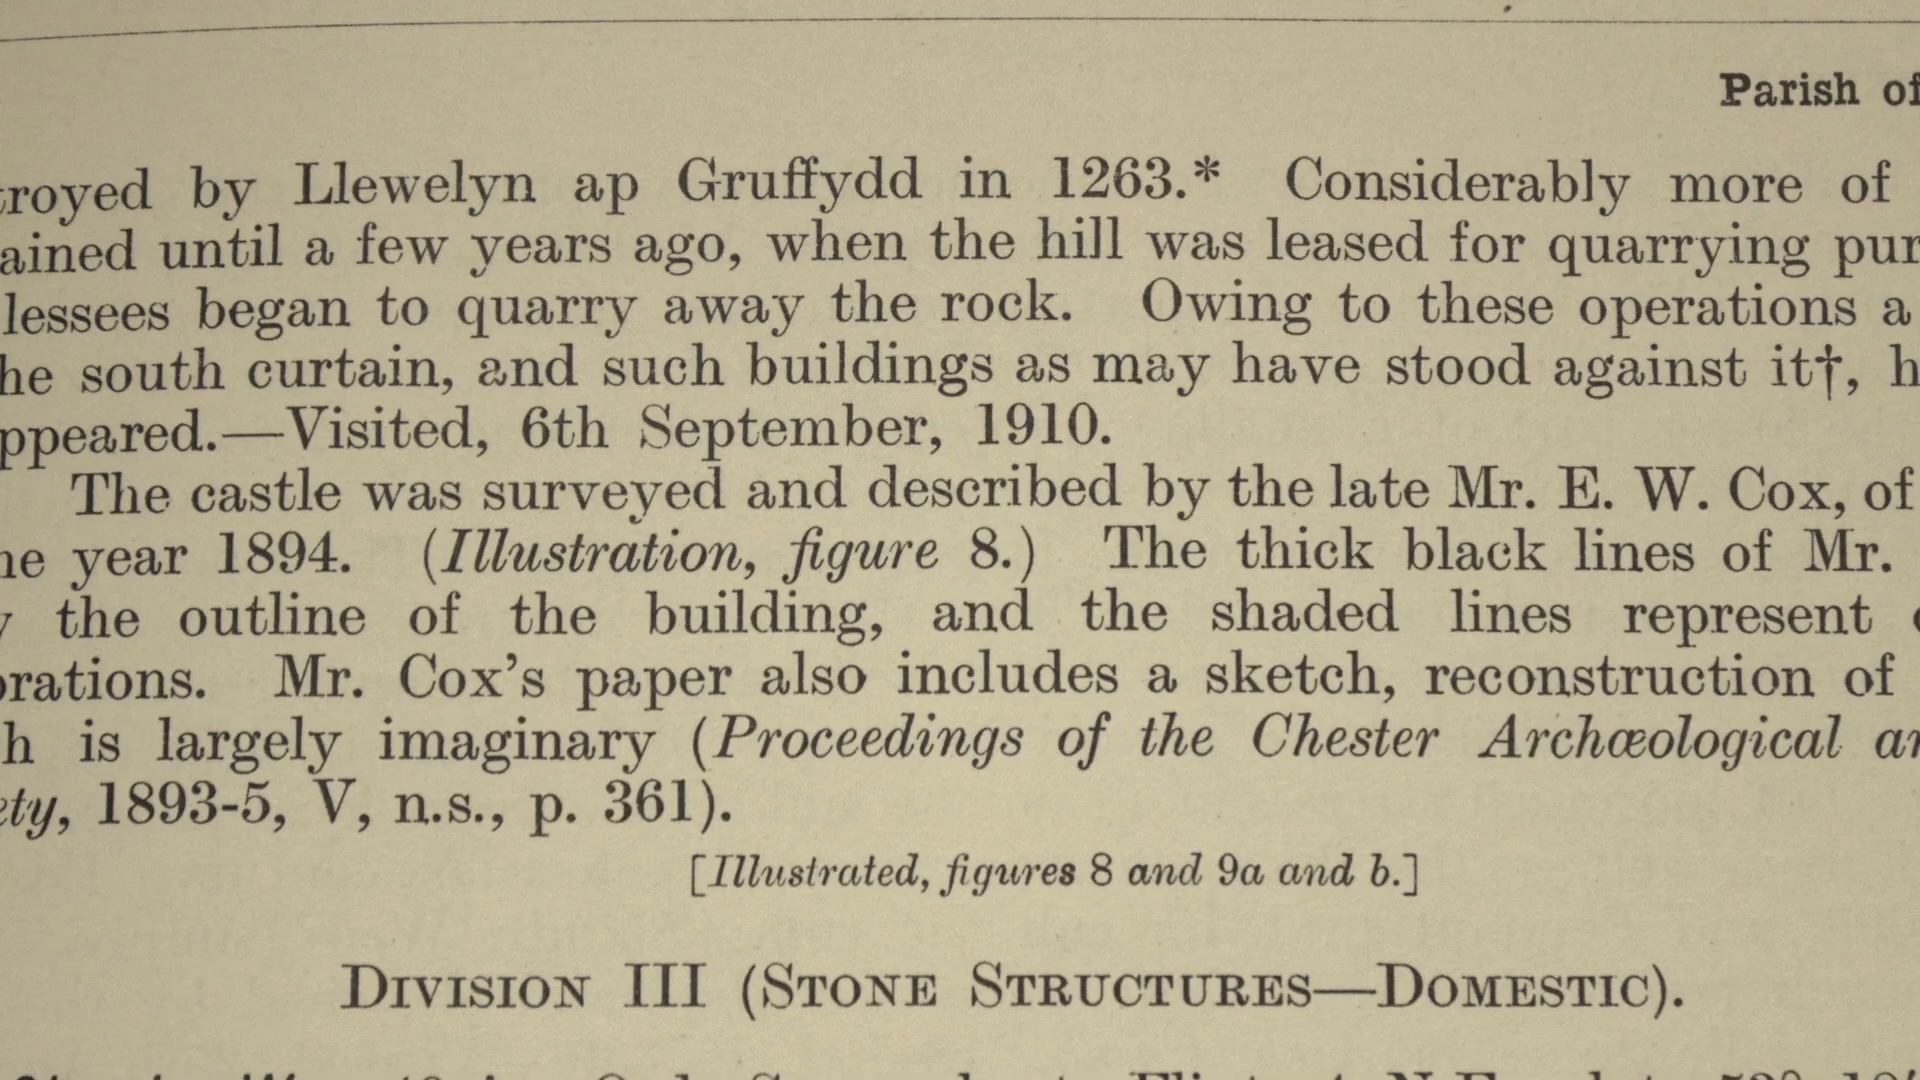 Parish of
troyed by Llewelyn ap Gruffydd in 1263.* Considerably more of
ained until a few years ago, when the hill was leased for quarrying pur
lessees began to quarry away the rock. Owing to these operations a
he south curtain, and such buildings as may have stood against it†, h
ppeared.—Visited, 6th September, 1910.
The castle was surveyed and described by the late Mr. E. W. Cox, of
he year 1894. (Illustration, figure 8.) The thick black lines of Mr.
y the outline of the building, and the shaded lines represent
orations. Mr. Cox's paper also includes a sketch, reconstruction of
h is largely imaginary (Proceedings of the Chester Archæological an
ety, 1893-5, V, n.s., p. 361).
[Illustrated, figures 8 and 9a and b.]
Division III (Stone Structures—Domestic).